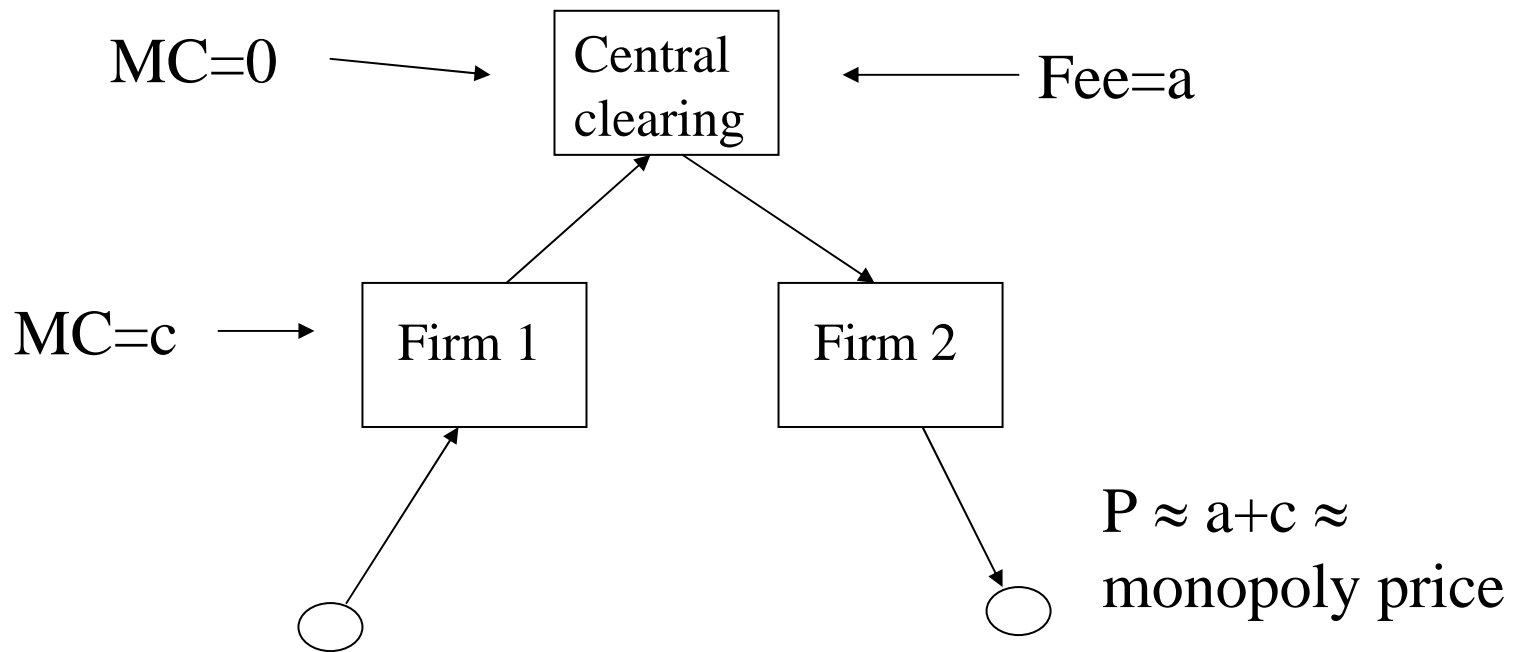 MC=0
Central
clearing
Fee=a
MC=c
Firm 1
Firm 2
P ≈ a+c ≈
monopoly price